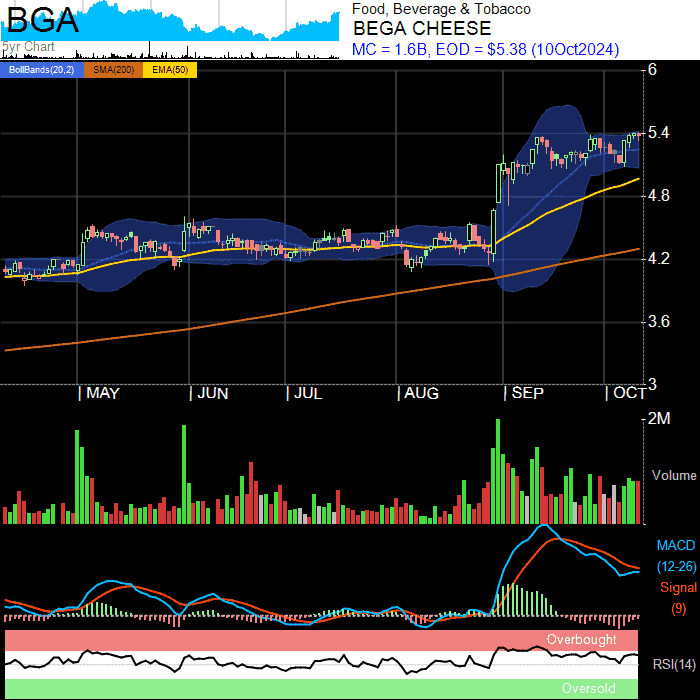 BGA
5yr Chart
Food, Beverage & Tobacco
BEGA CHEESE
MC = 1.6B, EOD = $5.38 (10Oct2024)
BollBands(20,2) SMA(200) EMA(50)
6
5.4
4.8
4.2
3.6
3
| MAY | JUN | JUL | AUG | SEP | OCT
2M
Volume
MACD
(12-26)
Signal
(9)
Overbought
RSI(14)
Oversold